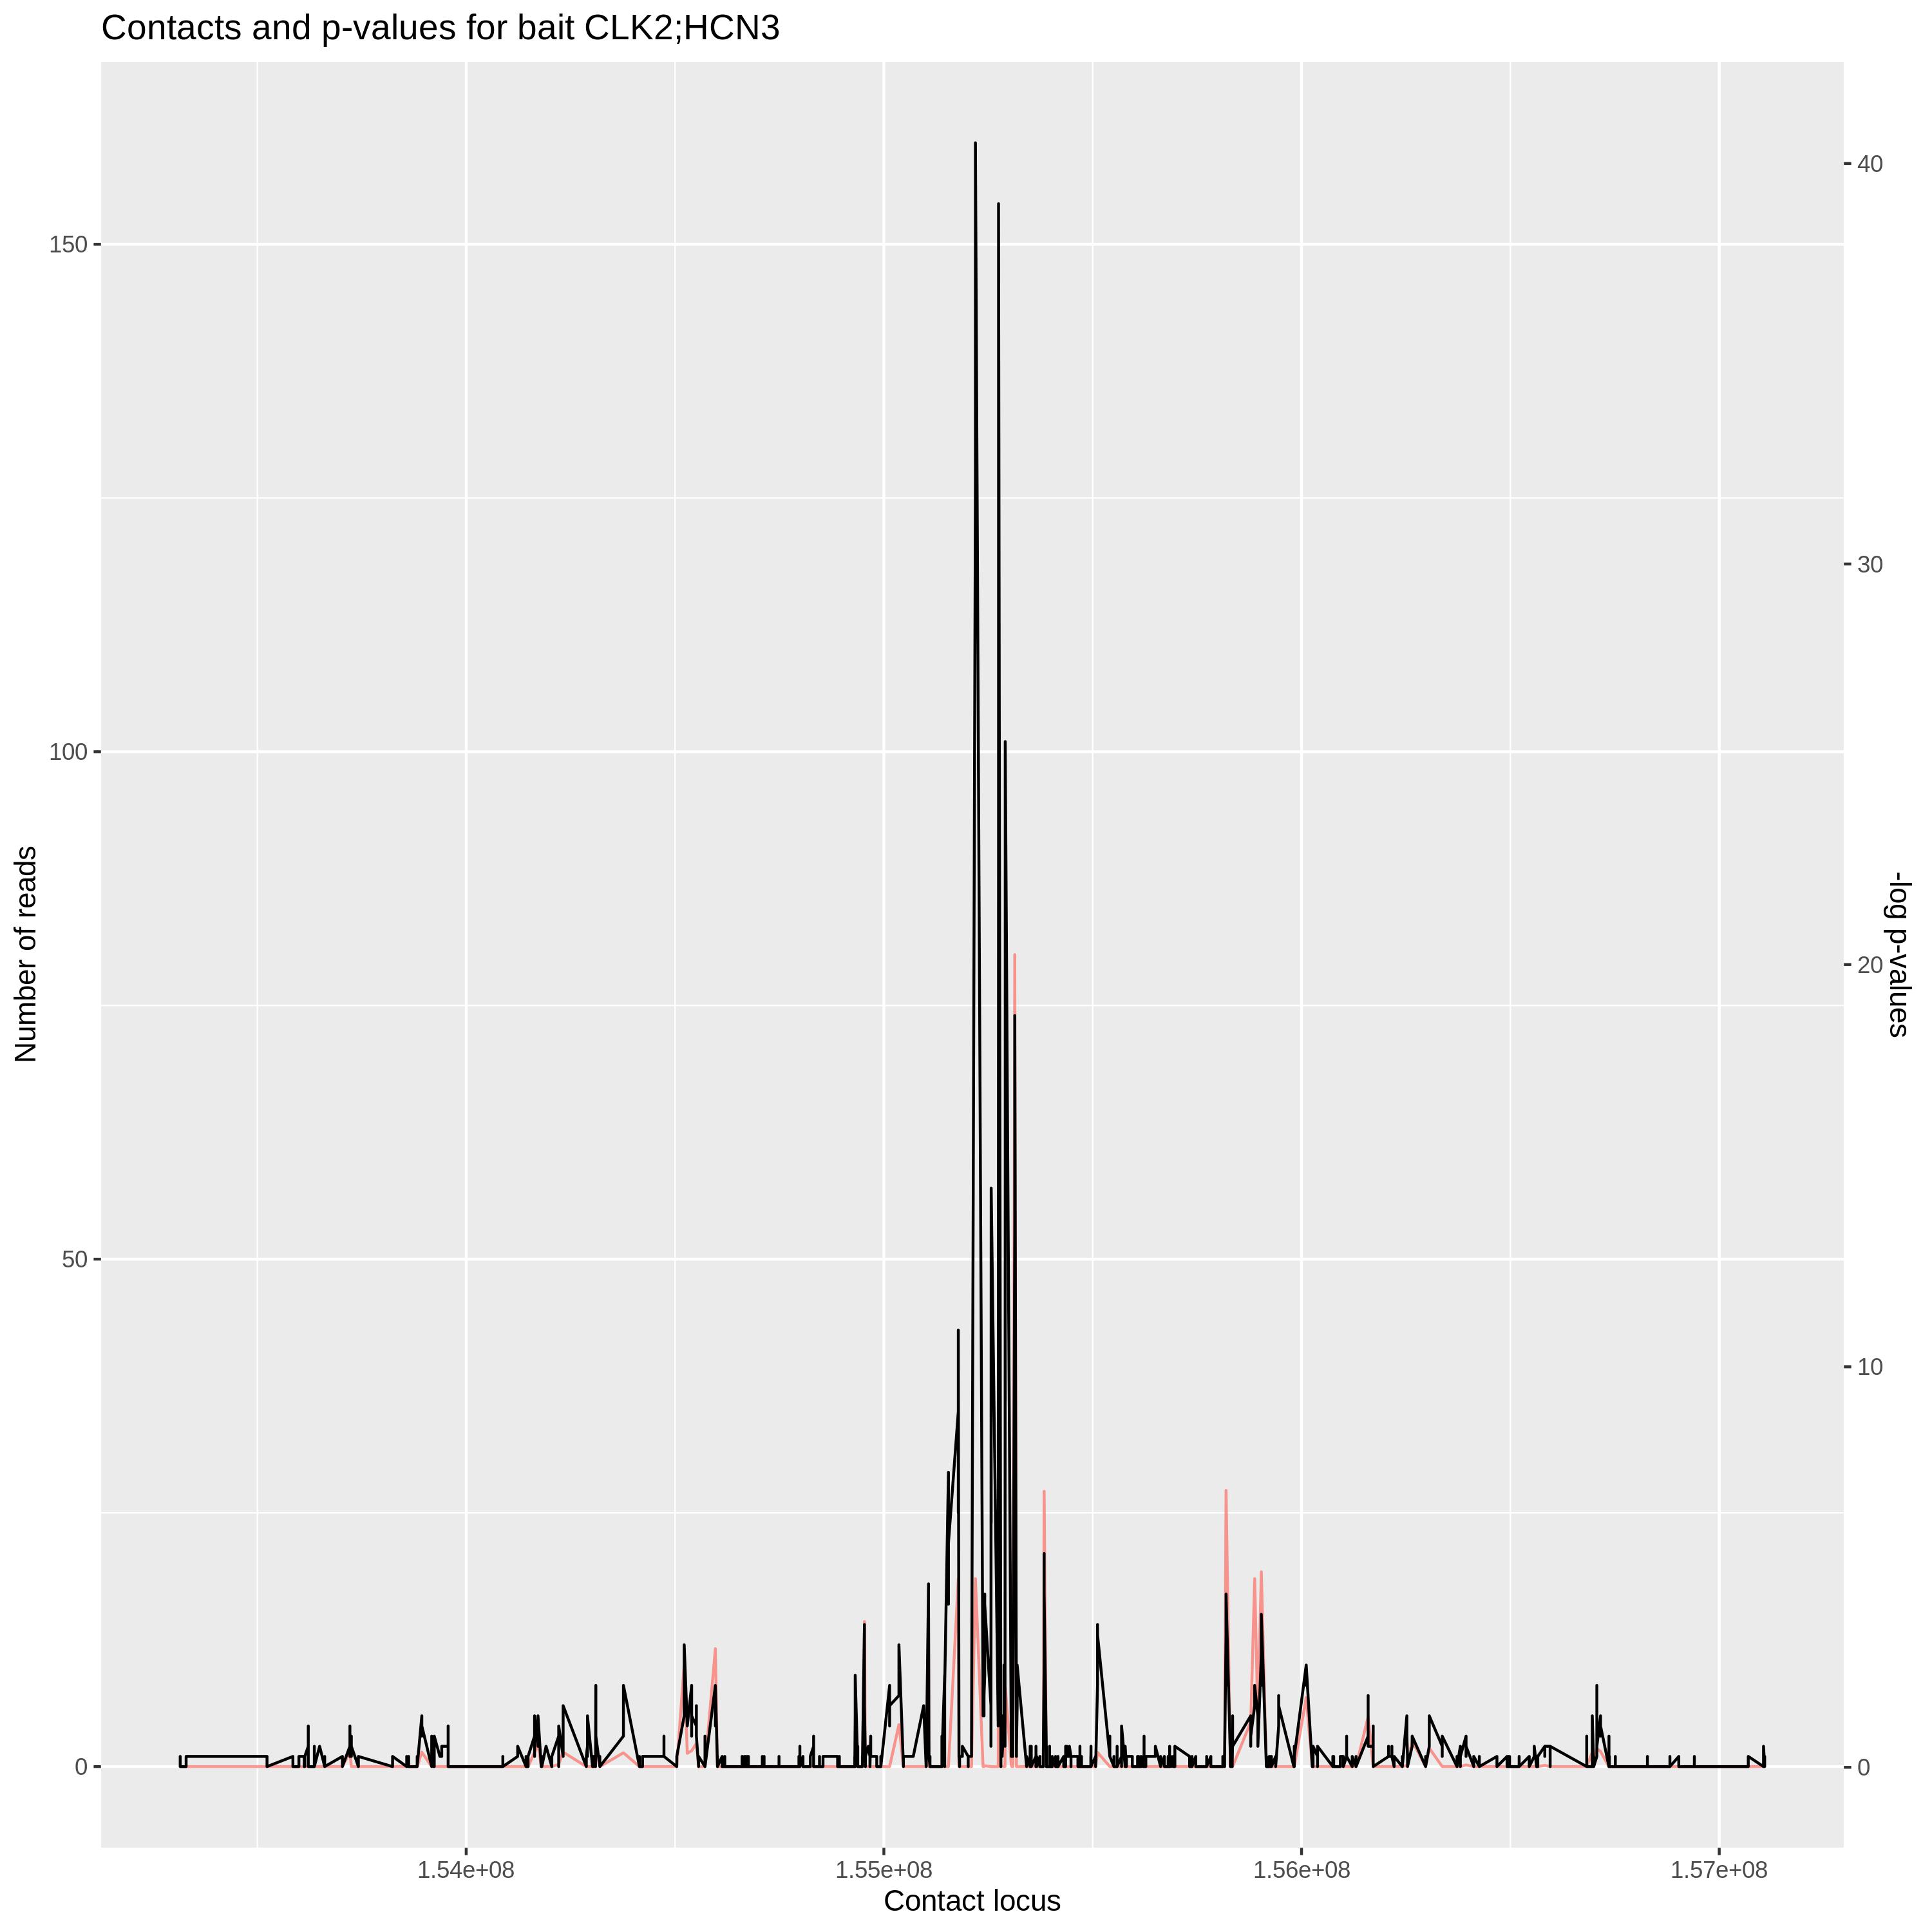 Contacts and p-values for bait CLK2;HCN3
150
100
50
0
40
30
20
10
0
Number of reads
-log p-values
1.54e+08
1.55e+08
1.56e+08
1.57e+08
Contact locus